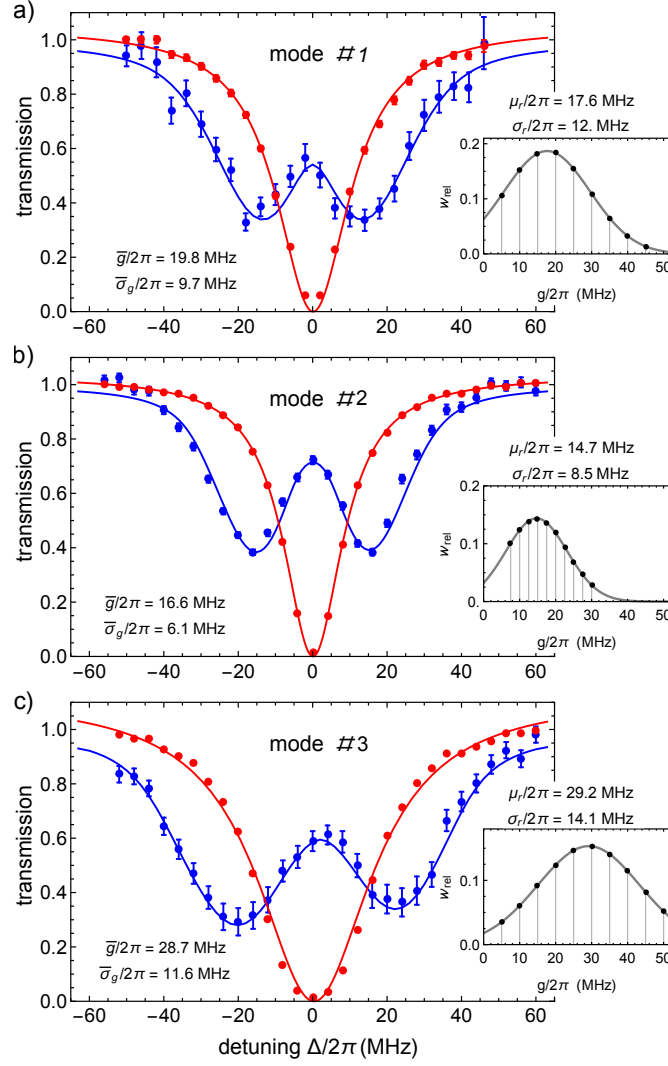 a)
mode #1
transmission
1.0
0.8
0.6
0.4
0.2
0.0
g̅/2π = 19.8 MHz
σ̅g/2π = 9.7 MHz
−60 −40 −20 0 20 40 60
μr/2π = 17.6 MHz
σr/2π = 12. MHz
wrel
0.2
0.1
0.0
0 10 20 30 40 50
g/2π (MHz)
b)
mode #2
transmission
1.0
0.8
0.6
0.4
0.2
0.0
g̅/2π = 16.6 MHz
σ̅g/2π = 6.1 MHz
−60 −40 −20 0 20 40 60
μr/2π = 14.7 MHz
σr/2π = 8.5 MHz
wrel
0.2
0.1
0.0
0 10 20 30 40 50
g/2π (MHz)
c)
mode #3
transmission
1.0
0.8
0.6
0.4
0.2
0.0
g̅/2π = 28.7 MHz
σ̅g/2π = 11.6 MHz
−60 −40 −20 0 20 40 60
detuning Δ/2π (MHz)
μr/2π = 29.2 MHz
σr/2π = 14.1 MHz
wrel
0.1
0.0
0 10 20 30 40 50
g/2π (MHz)